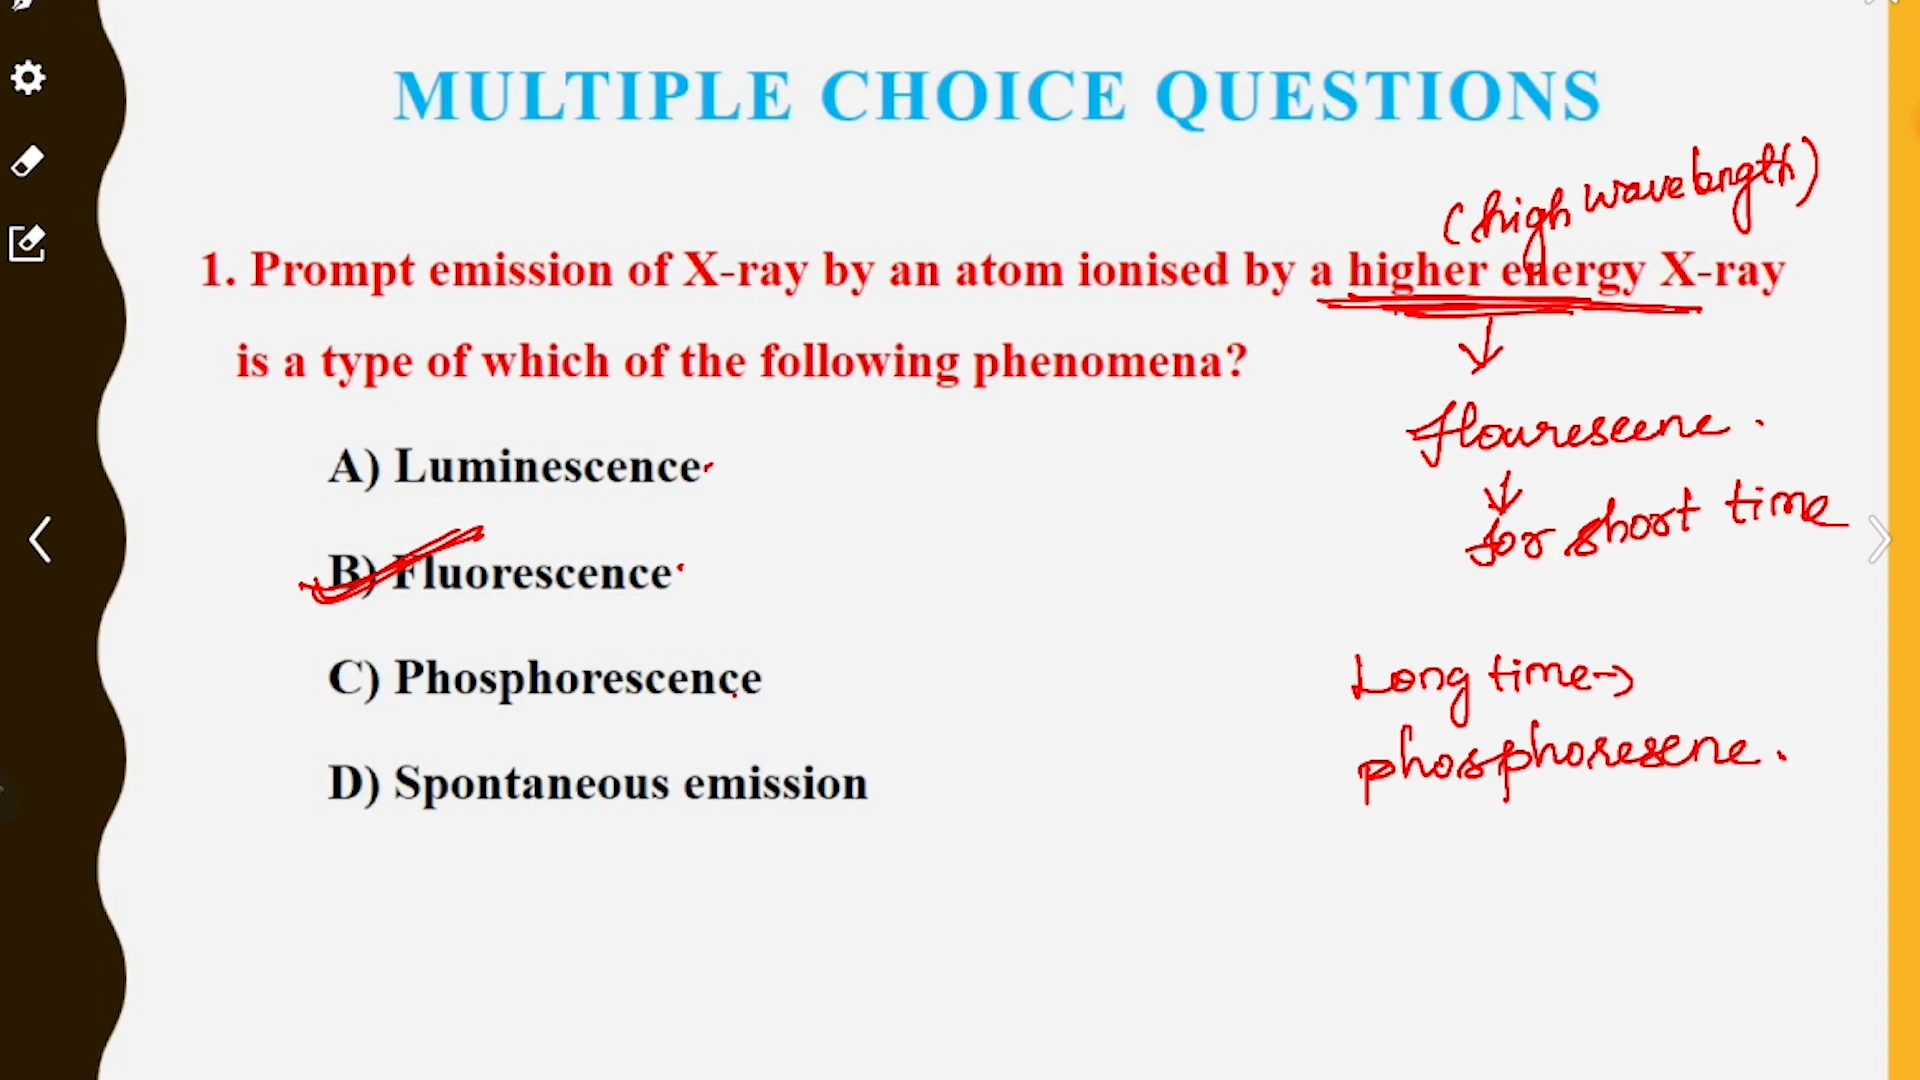 MULTIPLE CHOICE QUESTIONS
(high wavelength)
1. Prompt emission of X-ray by an atom ionised by a higher energy X-ray
is a type of which of the following phenomena?
flourescene.
A) Luminescence
for short time
B) Fluorescence
Long time→
C) Phosphorescence
phosphoresene.
D) Spontaneous emission